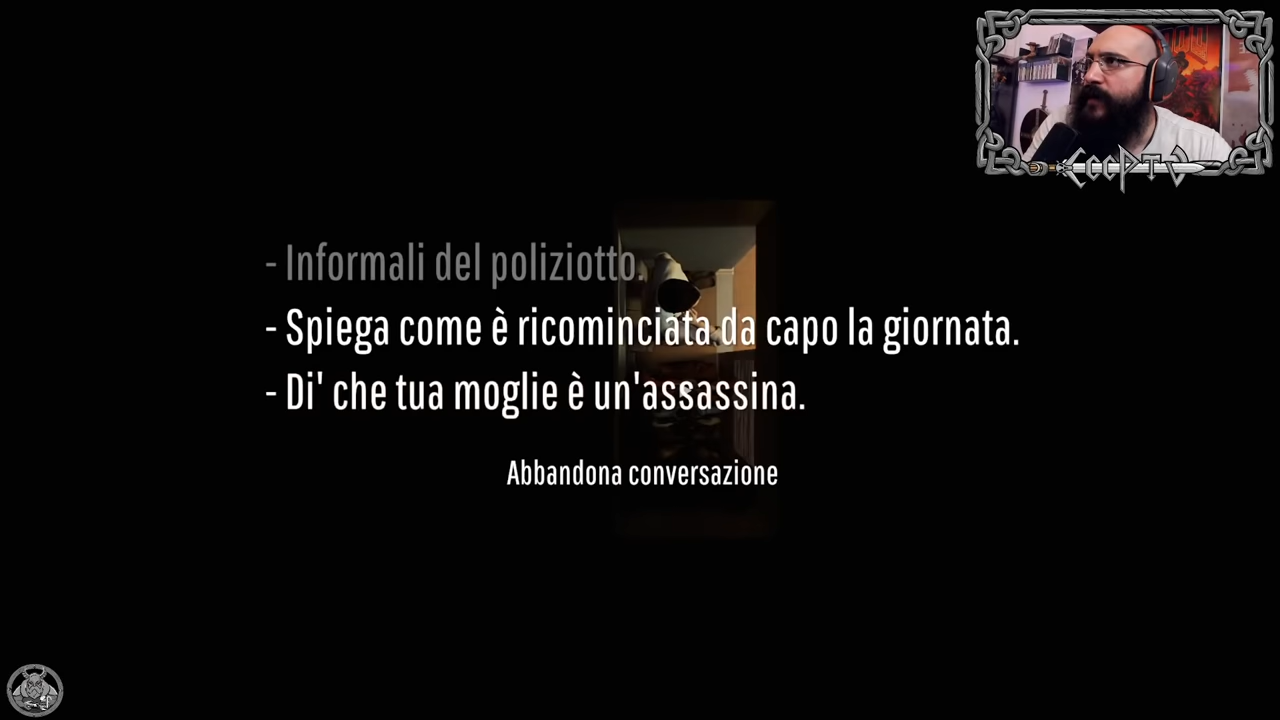 - Informali del poliziotto.
- Spiega come è ricominciata da capo la giornata.
- Di' che tua moglie è un'assassina.
Abbandona conversazione